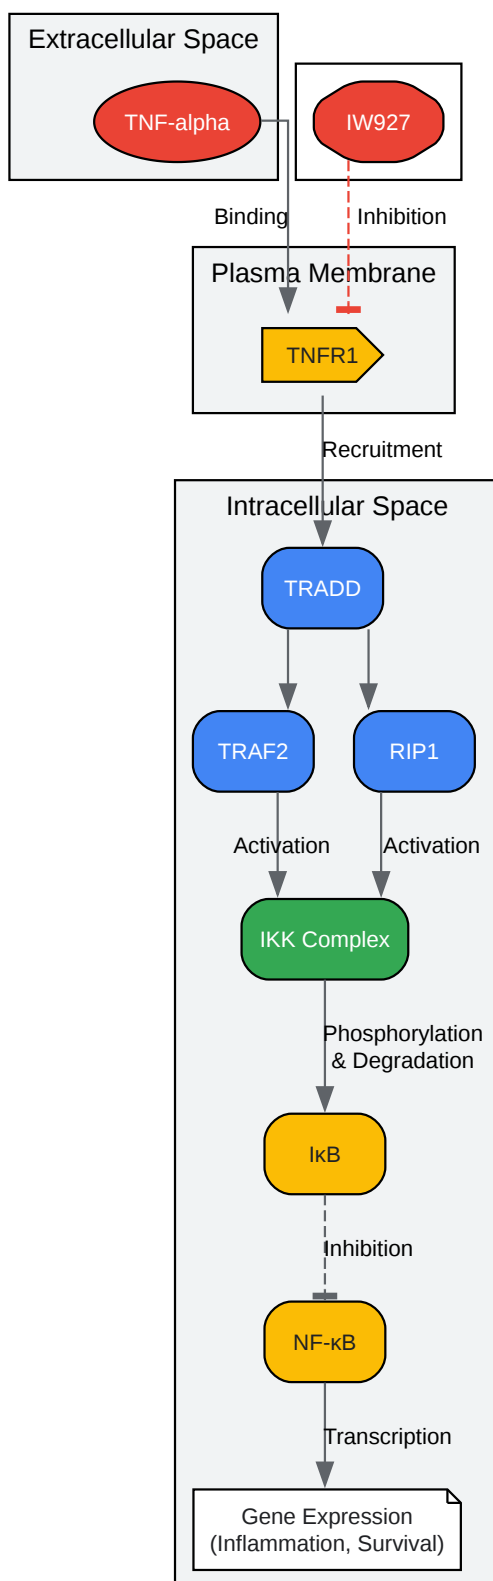 Extracellular Space
TNF-alpha
IW927
Binding
Inhibition
Plasma Membrane
TNFR1
Recruitment
Intracellular Space
TRADD
TRAF2
RIP1
Activation
Activation
IKK Complex
Phosphorylation
& Degradation
IκB
Inhibition
NF-κB
Transcription
Gene Expression
(Inflammation, Survival)